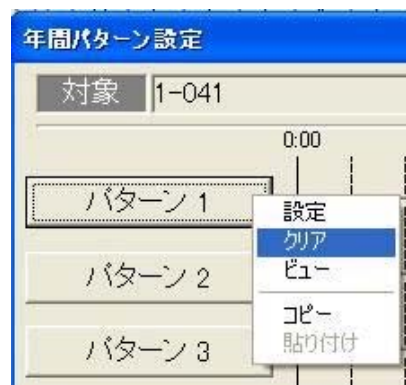 年間パターン設定
対象 1-041
0:00
パターン 1
設定
クリア
ビュー
パターン 2
コピー
貼り付け
パターン 3